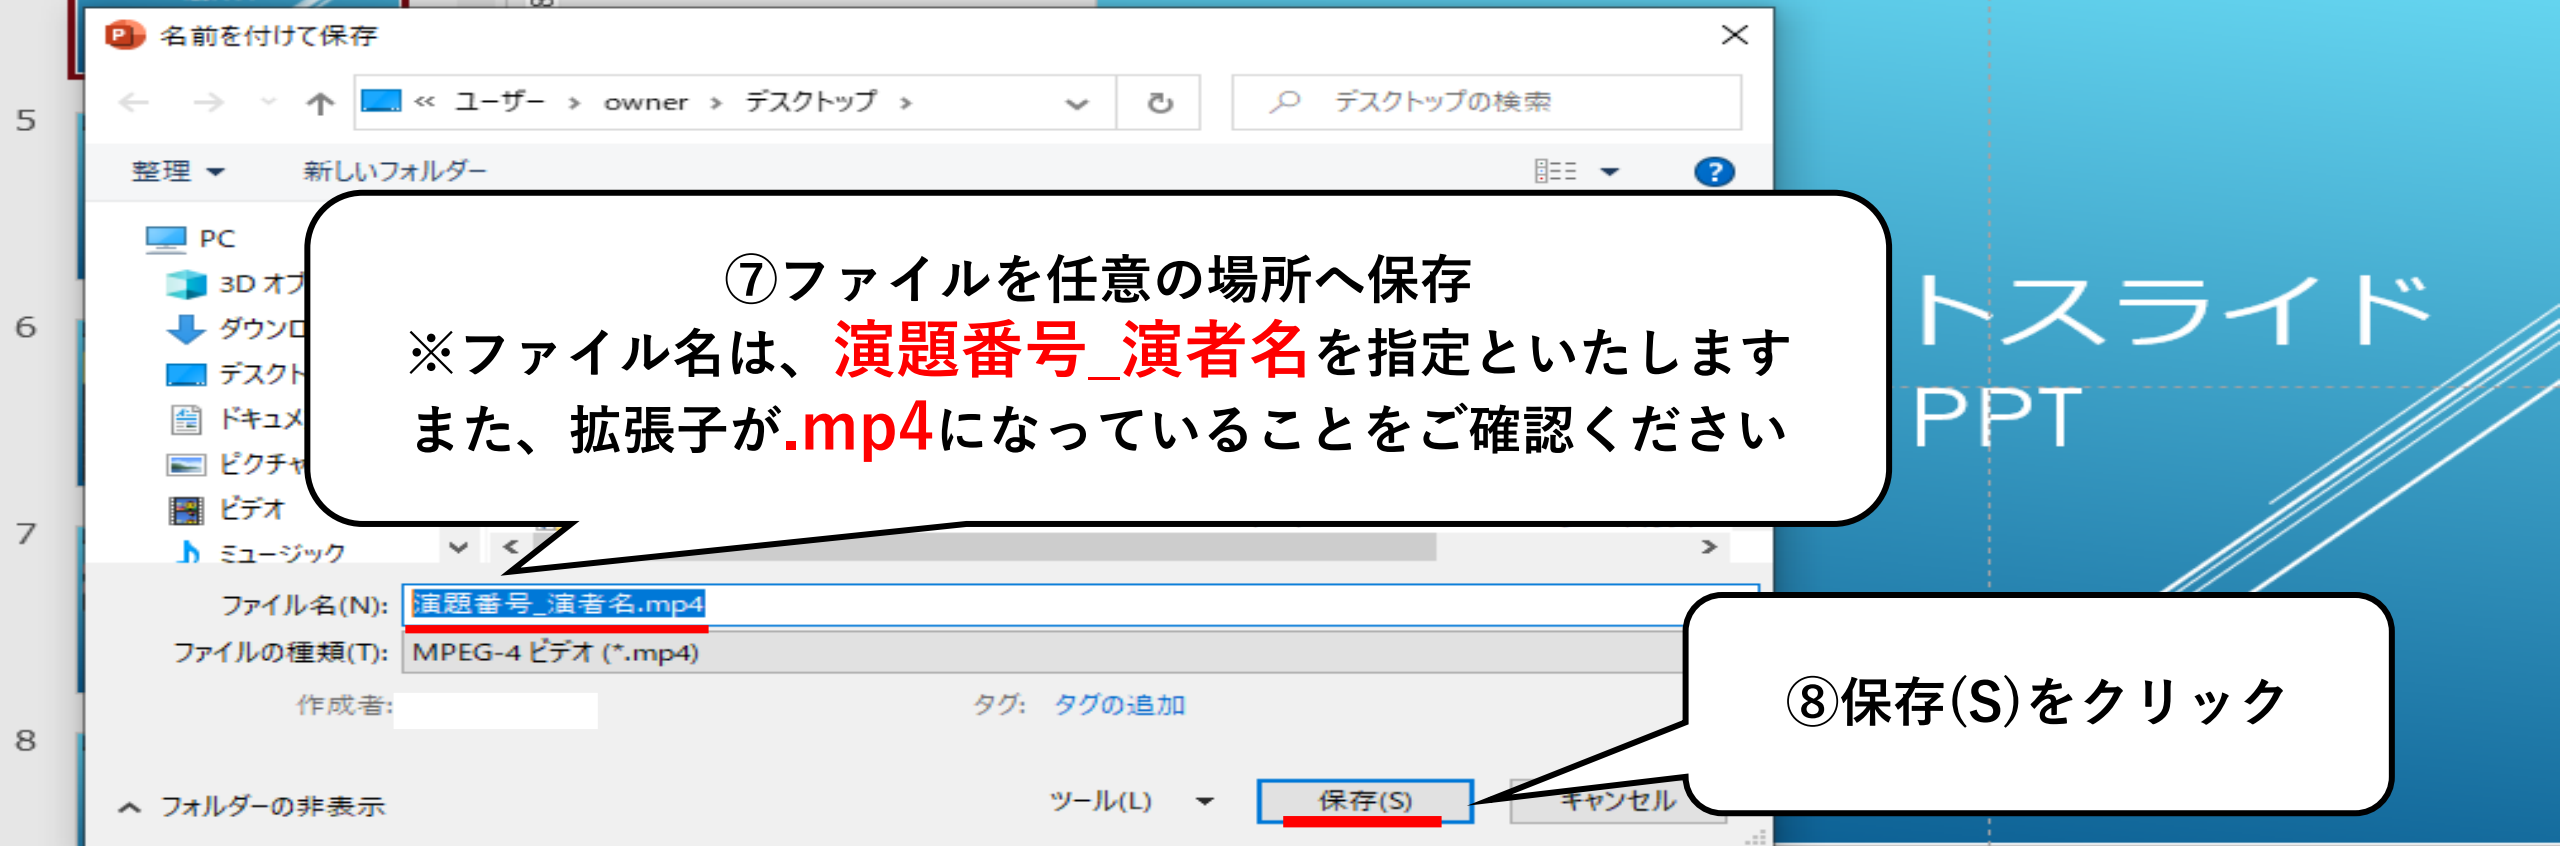 名前を付けて保存
« ユーザー › owner › デスクトップ ›
デスクトップの検索
5
整理
新しいフォルダー
PC
3D オブ
⑦ファイルを任意の場所へ保存
トスライド
6
ダウンロ
※ファイル名は、演題番号_演者名を指定といたします
デスクト
ドキュメ
また、拡張子が.mp4になっていることをご確認ください
PPT
ピクチャ
ビデオ
7
ミュージック
ファイル名(N): 演題番号_演者名.mp4
ファイルの種類(T): MPEG-4 ビデオ (*.mp4)
作成者:
タグ: タグの追加
⑧保存(S)をクリック
8
フォルダーの非表示
ツール(L)
保存(S)
キャンセル